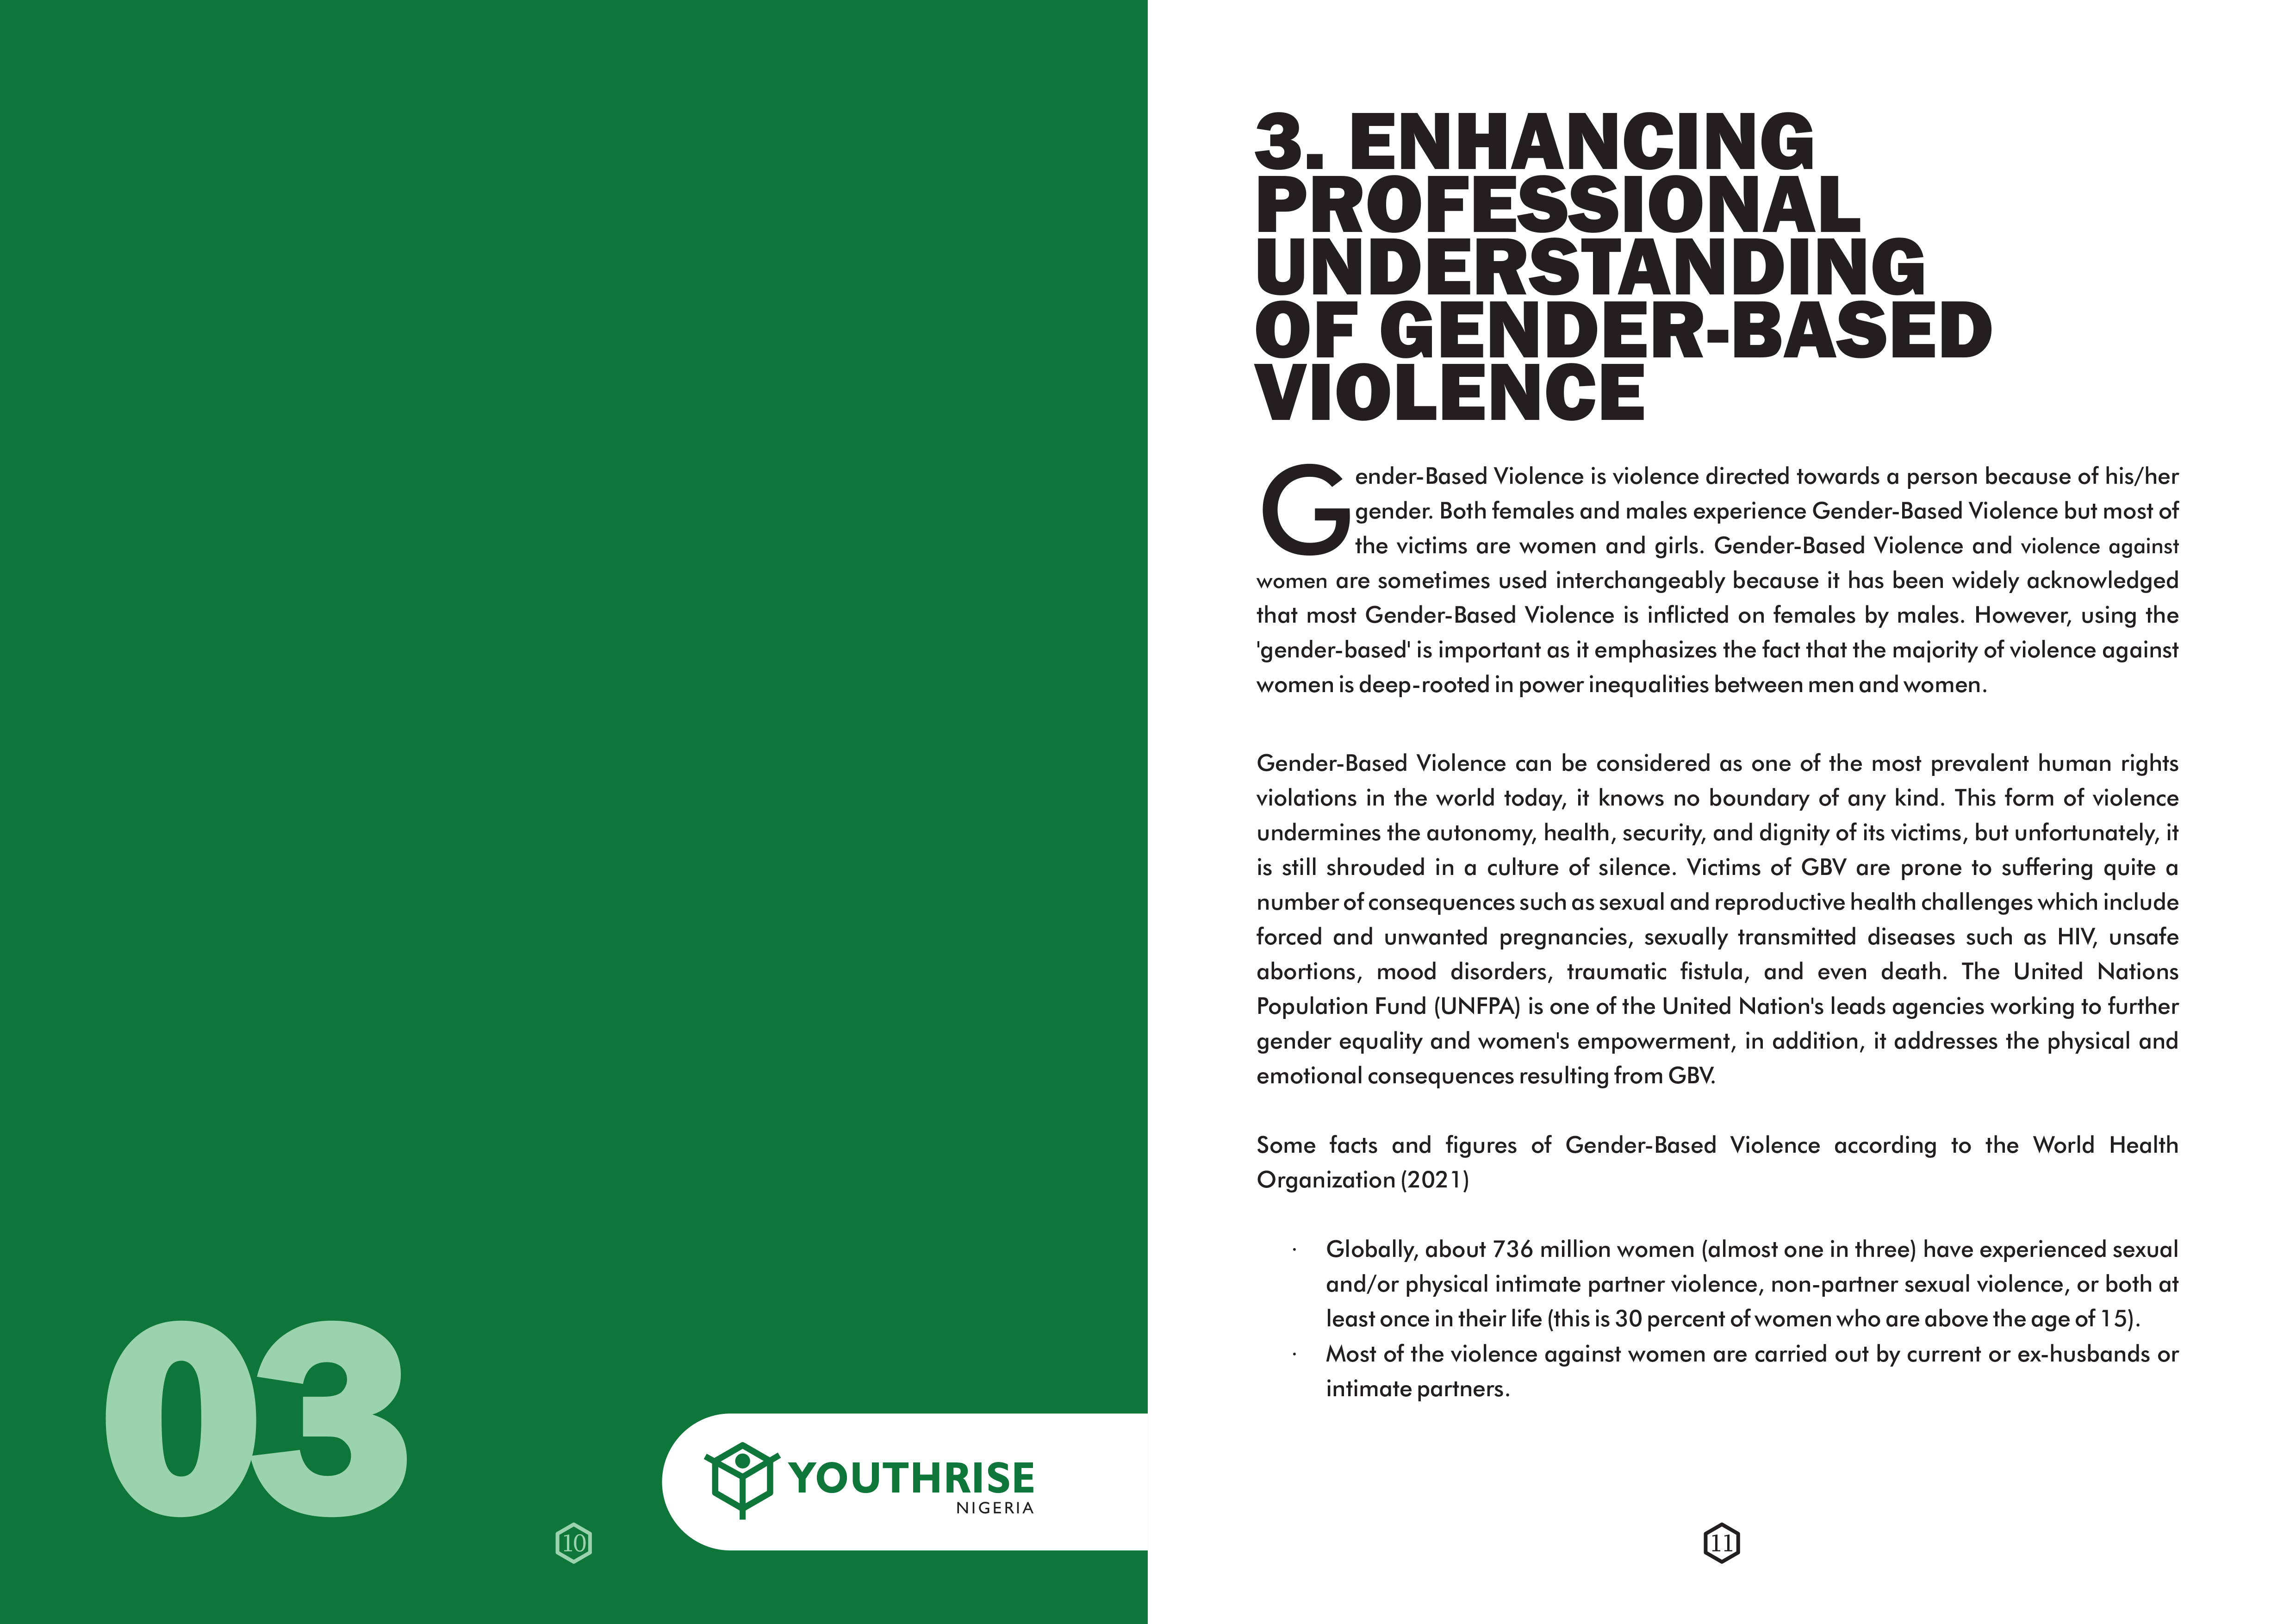 03
10
YOUTHRISE
NIGERIA
3. ENHANCING
PROFESSIONAL
UNDERSTANDING
OF GENDER-BASED
VIOLENCE
Gender-Based Violence is violence directed towards a person because of his/her
gender. Both females and males experience Gender-Based Violence but most of
the victims are women and girls. Gender-Based Violence and violence against
women are sometimes used interchangeably because it has been widely acknowledged
that most Gender-Based Violence is inflicted on females by males. However, using the
'gender-based' is important as it emphasizes the fact that the majority of violence against
women is deep-rooted in power inequalities between men and women.
Gender-Based Violence can be considered as one of the most prevalent human rights
violations in the world today, it knows no boundary of any kind. This form of violence
undermines the autonomy, health, security, and dignity of its victims, but unfortunately, it
is still shrouded in a culture of silence. Victims of GBV are prone to suffering quite a
number of consequences such as sexual and reproductive health challenges which include
forced and unwanted pregnancies, sexually transmitted diseases such as HIV, unsafe
abortions, mood disorders, traumatic fistula, and even death. The United Nations
Population Fund (UNFPA) is one of the United Nation's leads agencies working to further
gender equality and women's empowerment, in addition, it addresses the physical and
emotional consequences resulting from GBV.
Some facts and figures of Gender-Based Violence according to the World Health
Organization (2021)
· Globally, about 736 million women (almost one in three) have experienced sexual
and/or physical intimate partner violence, non-partner sexual violence, or both at
least once in their life (this is 30 percent of women who are above the age of 15).
· Most of the violence against women are carried out by current or ex-husbands or
intimate partners.
11